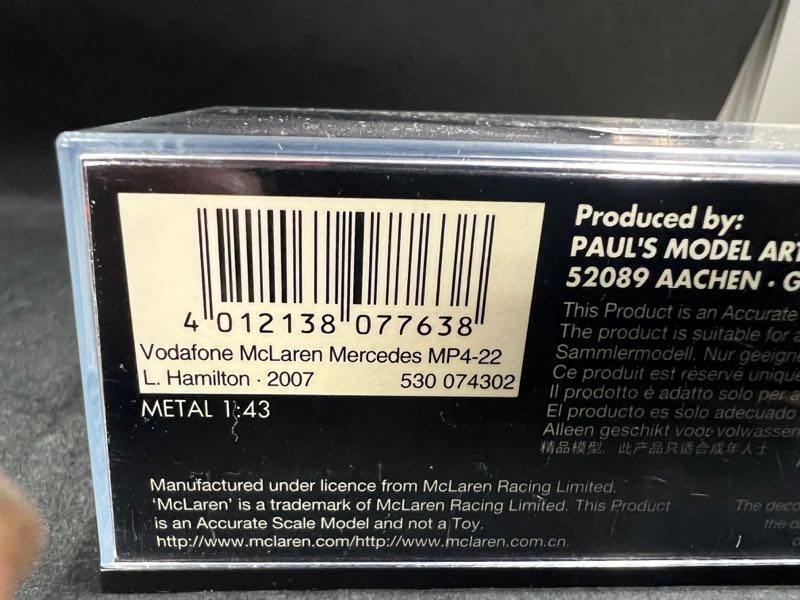 4 012138 077638
Vodafone McLaren Mercedes MP4-22
L. Hamilton · 2007 530 074302
METAL 1:43
Produced by:
PAUL'S MODEL ART
52089 AACHEN · G
This Product is an Accurate
The product is suitable for a
Sammlermodell. Nur geeign
Ce produit est réservé unique
Il prodotto é adatto solo per a
El producto es solo adecuado
Alleen geschikt voor volwassen
精品模型, 此产品只适合成年人士
Manufactured under licence from McLaren Racing Limited.
'McLaren' is a trademark of McLaren Racing Limited. This Product
is an Accurate Scale Model and not a Toy.
http://www.mclaren.com/http://www.mclaren.com.cn.
The deco